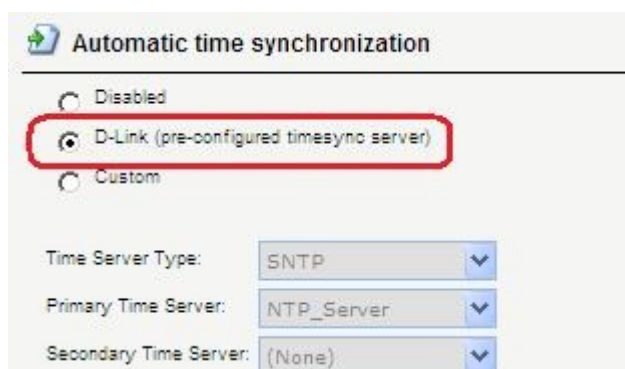 Automatic time synchronization
Disabled
D-Link (pre-configured timesync server)
Custom
Time Server Type: SNTP
Primary Time Server: NTP_Server
Secondary Time Server: (None)